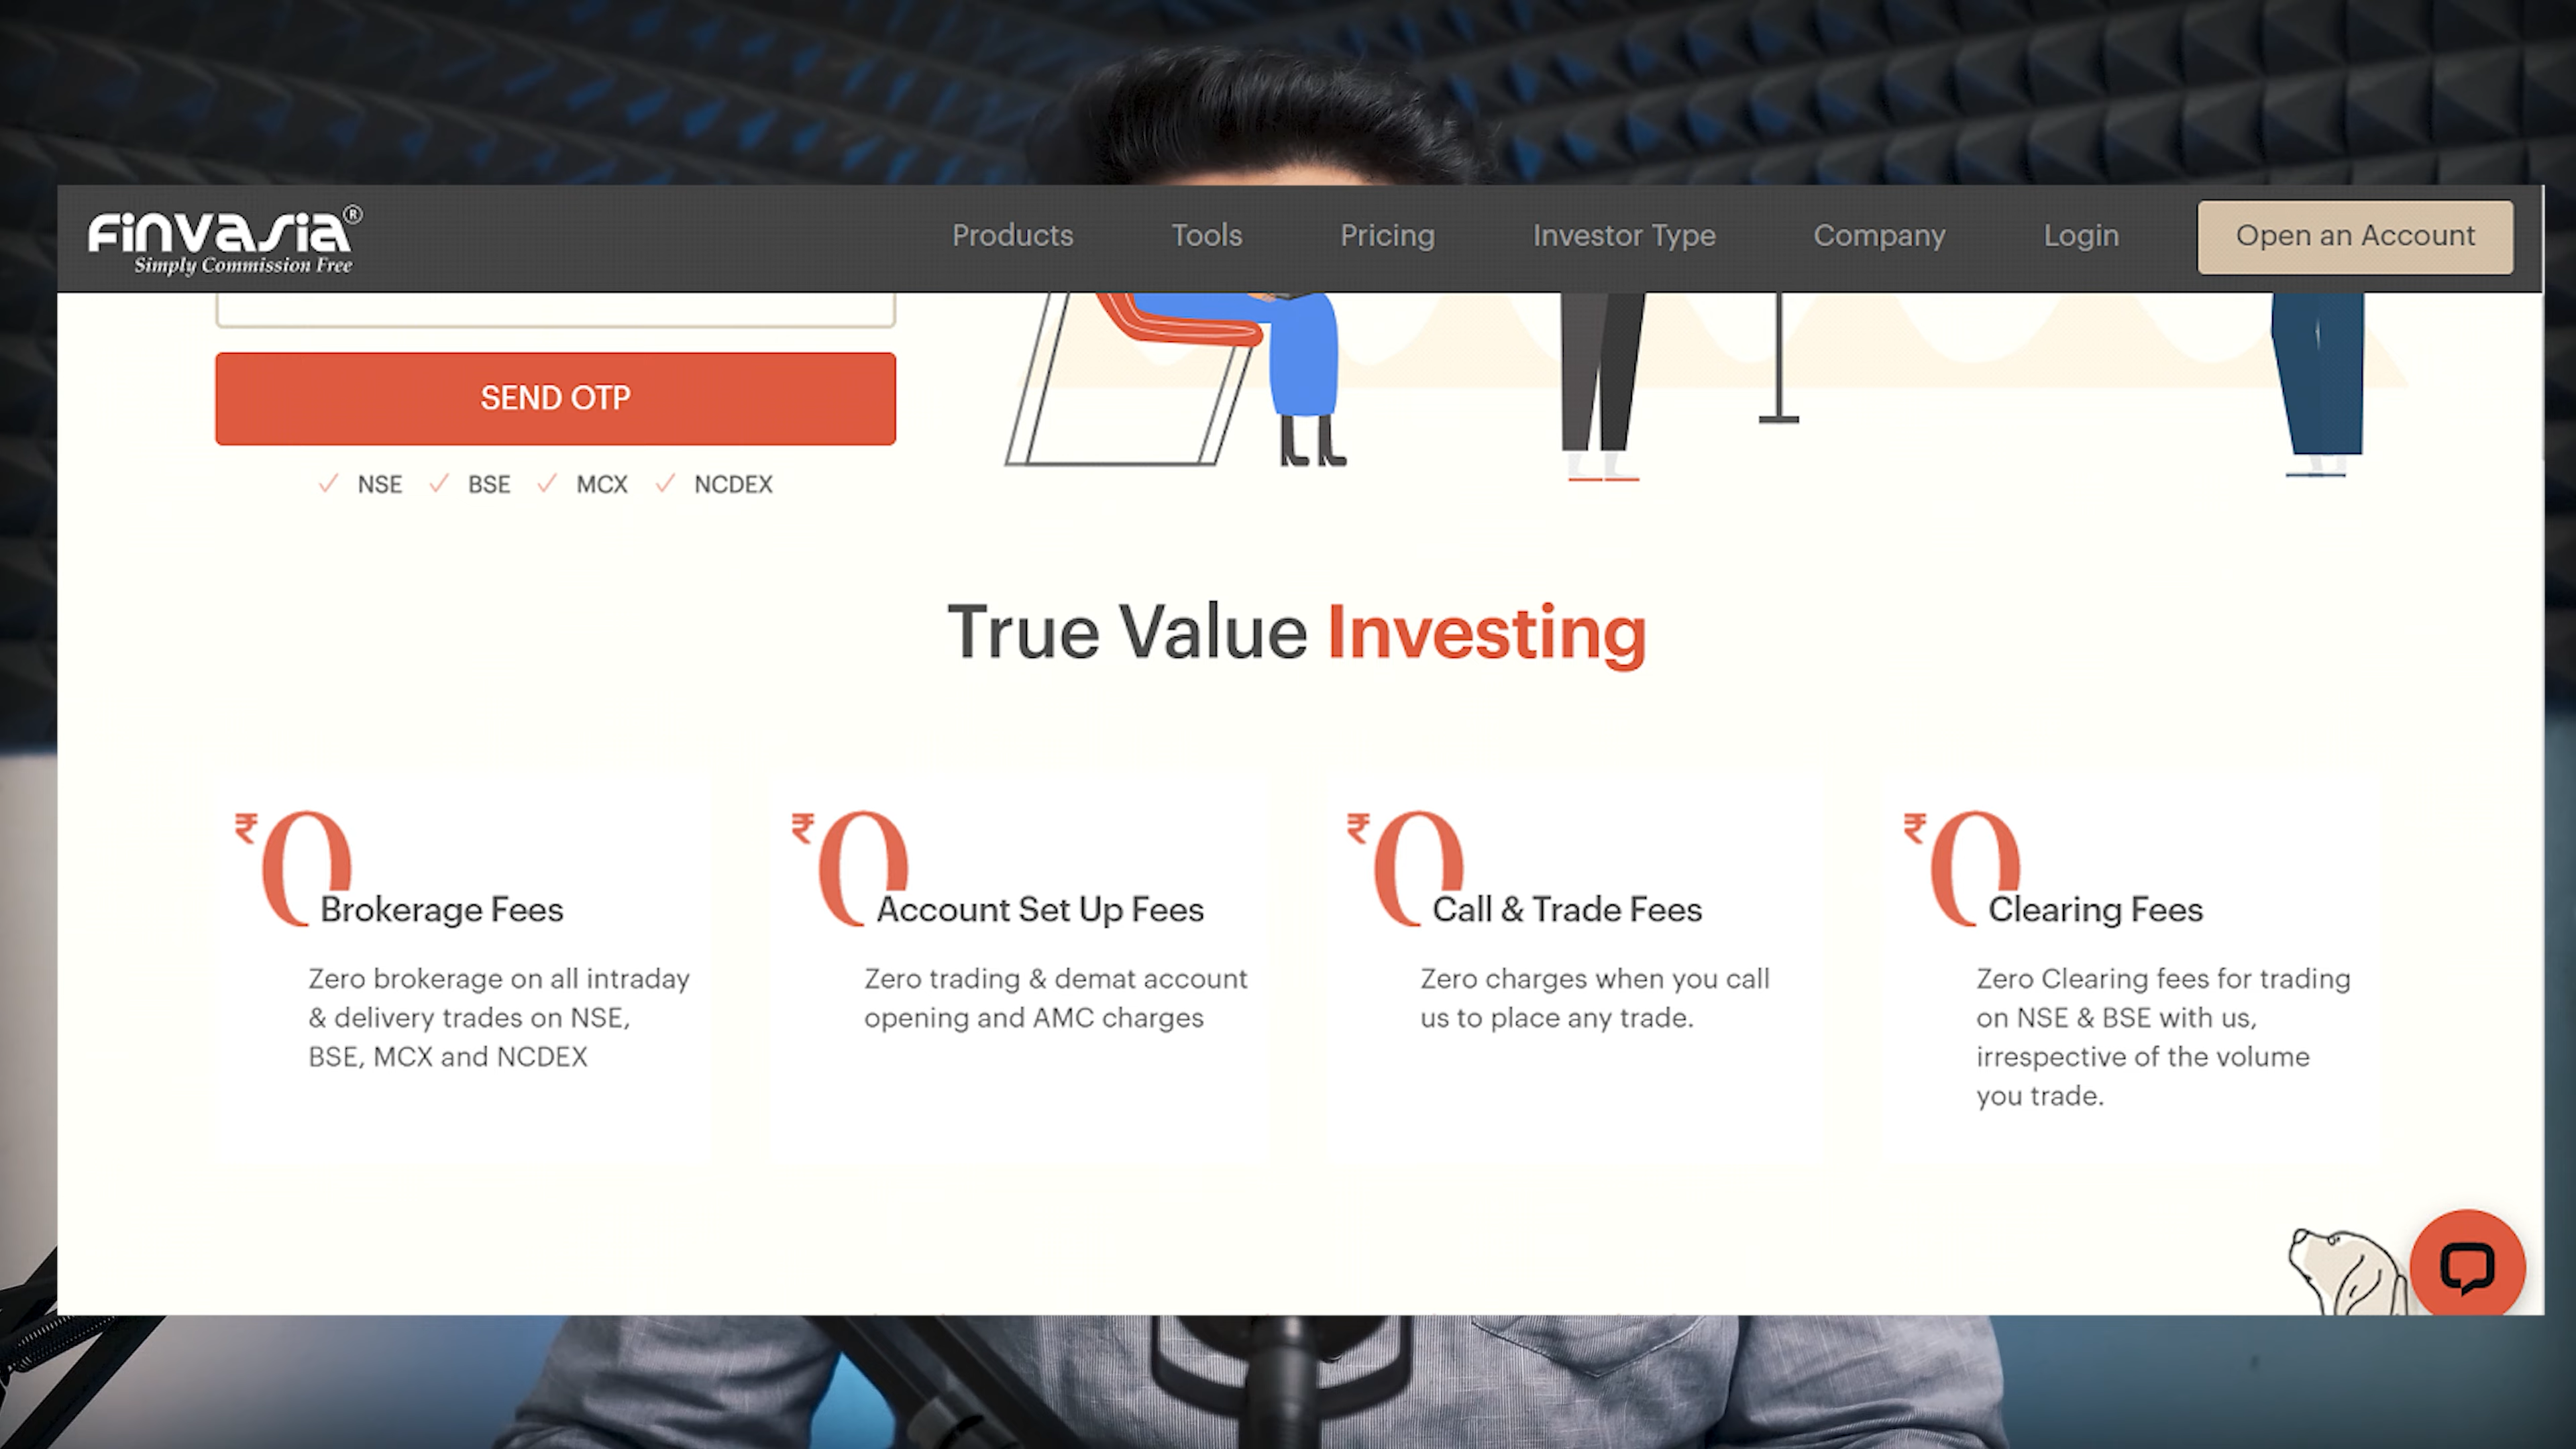 Finvasia®
Simply Commission Free
Products
Tools
Pricing
Investor Type
Company
Login
Open an Account
SEND OTP
NSE
BSE
MCX
NCDEX
True Value Investing
₹0
Brokerage Fees
Zero brokerage on all intraday
& delivery trades on NSE,
BSE, MCX and NCDEX
₹0
Account Set Up Fees
Zero trading & demat account
opening and AMC charges
₹0
Call & Trade Fees
Zero charges when you call
us to place any trade.
₹0
Clearing Fees
Zero Clearing fees for trading
on NSE & BSE with us,
irrespective of the volume
you trade.